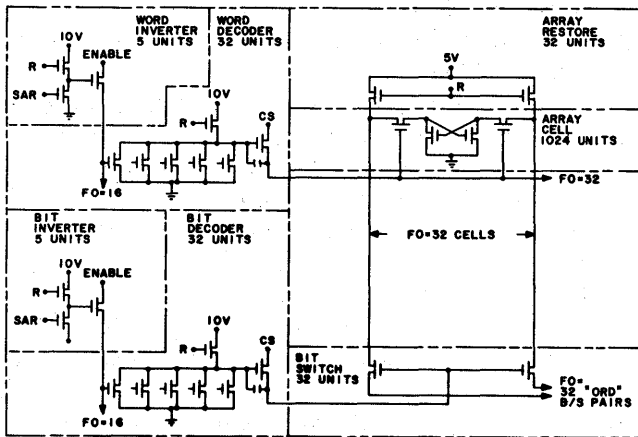 WORD
INVERTER
5 UNITS
10V
ENABLE
R
SAR
FO=16
WORD
DECODER
32 UNITS
10V
R
CS
ARRAY
RESTORE
32 UNITS
5V
R
ARRAY
CELL
1024 UNITS
FO=32
FO=32 CELLS
BIT
INVERTER
5 UNITS
10V
ENABLE
R
SAR
FO=16
BIT
DECODER
32 UNITS
10V
R
CS
BIT
SWITCH
32 UNITS
FO=
32 "ORD"
B/S PAIRS